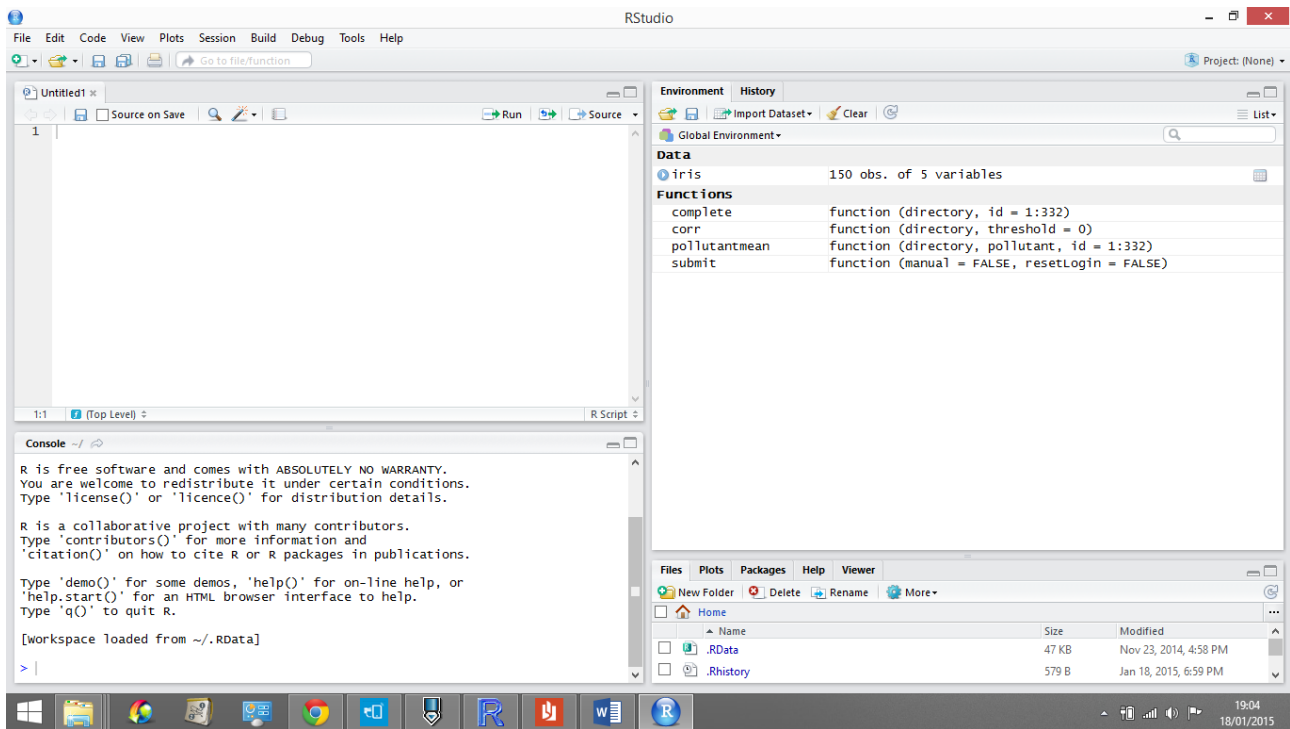 RStudio
File Edit Code View Plots Session Build Debug Tools Help
Go to file/function
Project: (None)
Untitled1
Source on Save
Run
Source
1
1:1 (Top Level)
R Script
Console ~/
R is free software and comes with ABSOLUTELY NO WARRANTY.
You are welcome to redistribute it under certain conditions.
Type 'license()' or 'licence()' for distribution details.
R is a collaborative project with many contributors.
Type 'contributors()' for more information and
'citation()' on how to cite R or R packages in publications.
Type 'demo()' for some demos, 'help()' for on-line help, or
'help.start()' for an HTML browser interface to help.
Type 'q()' to quit R.
[Workspace loaded from ~/.RData]
>
Environment History
Import Dataset Clear List
Global Environment
Data
iris 150 obs. of 5 variables
Functions
complete function (directory, id = 1:332)
corr function (directory, threshold = 0)
pollutantmean function (directory, pollutant, id = 1:332)
submit function (manual = FALSE, resetLogin = FALSE)
Files Plots Packages Help Viewer
New Folder Delete Rename More
Home
Name Size Modified
.RData 47 KB Nov 23, 2014, 4:58 PM
.Rhistory 579 B Jan 18, 2015, 6:59 PM
19:04
18/01/2015